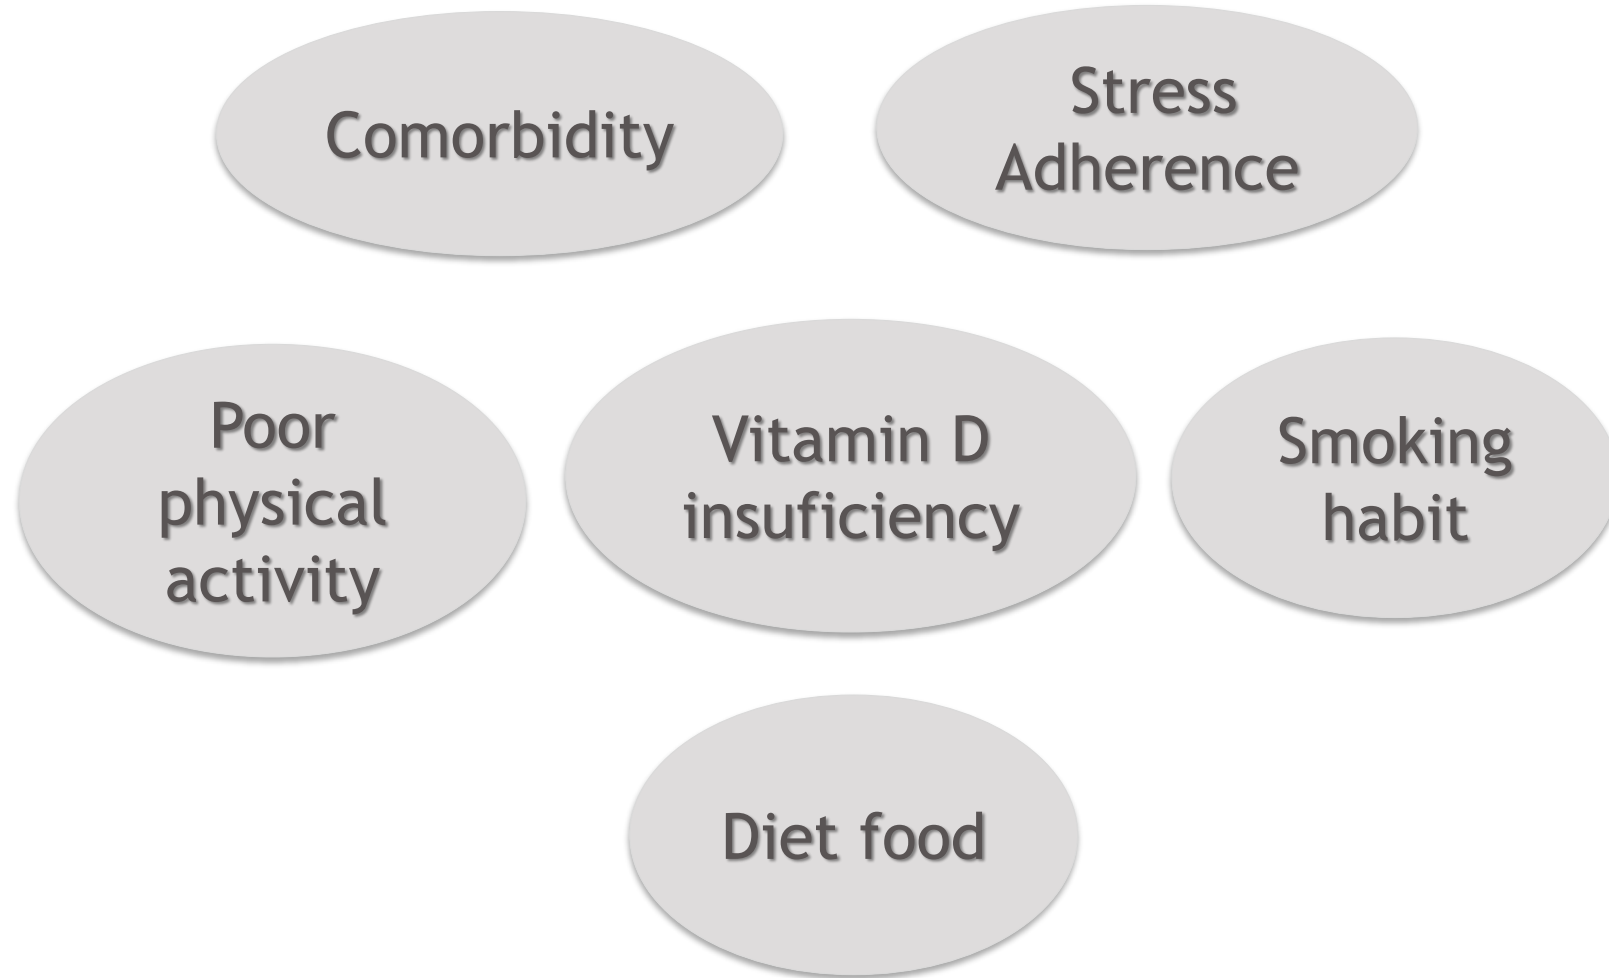 Comorbidity
Stress
Adherence
Poor
physical
activity
Vitamin D
insuficiency
Smoking
habit
Diet food